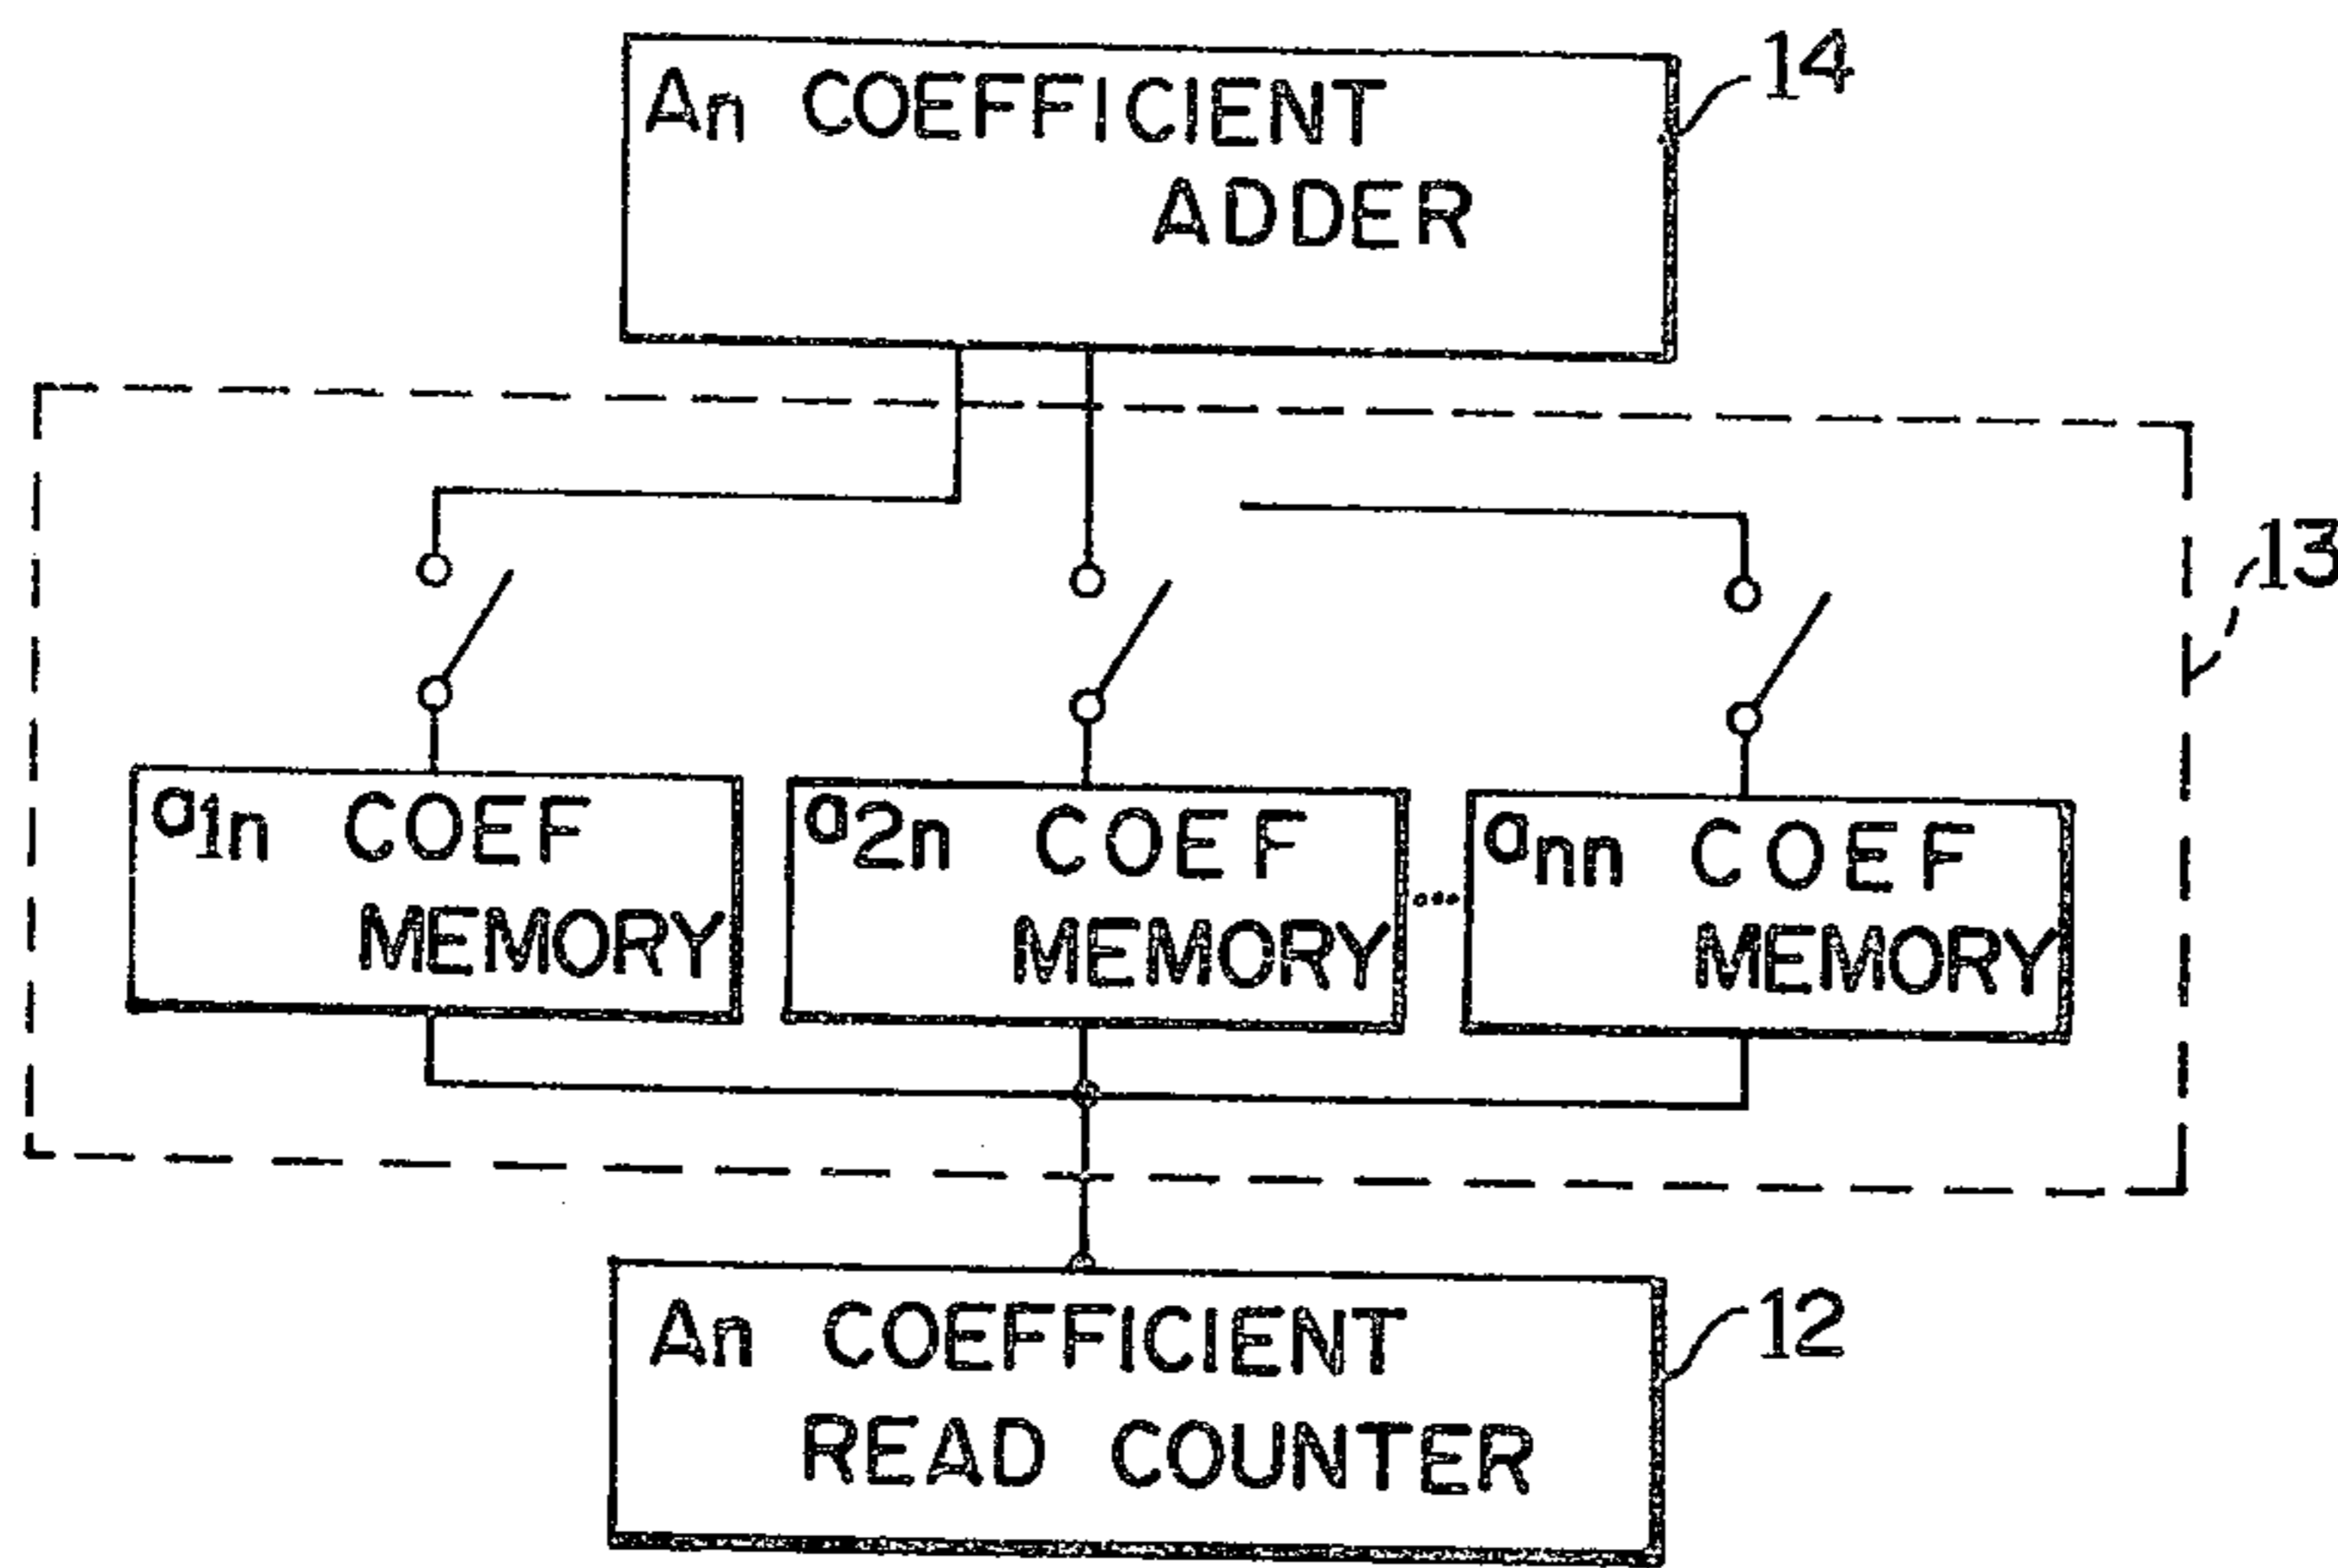 An COEFFICIENT
ADDER
14
13
a1n COEF
MEMORY
a2n COEF
MEMORY
...
ann COEF
MEMORY
An COEFFICIENT
READ COUNTER
12